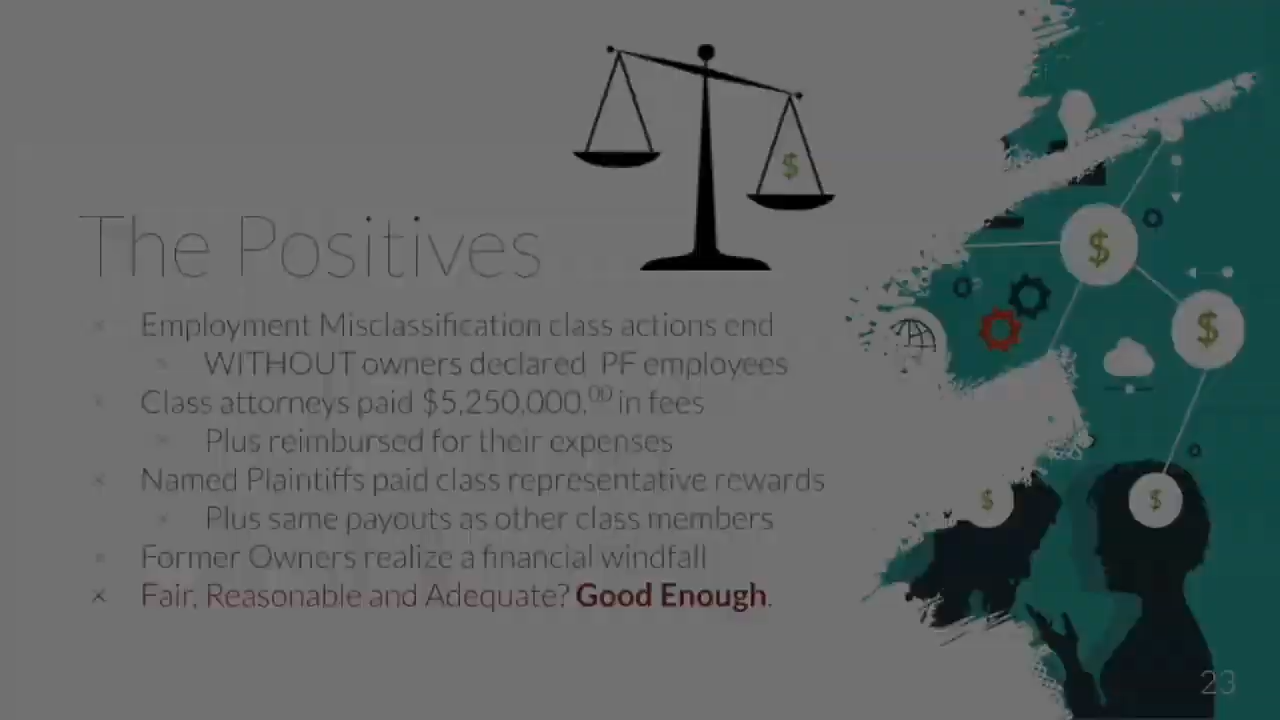 The Positives
× Employment Misclassification class actions end
WITHOUT owners declared PF employees
Class attorneys paid $5,250,000.00 in fees
Plus reimbursed for their expenses
Named Plaintiffs paid class representative rewards
Plus same payouts as other class members
Former Owners realize a financial windfall
× Fair, Reasonable and Adequate? Good Enough.
$
$
$
$
$
23